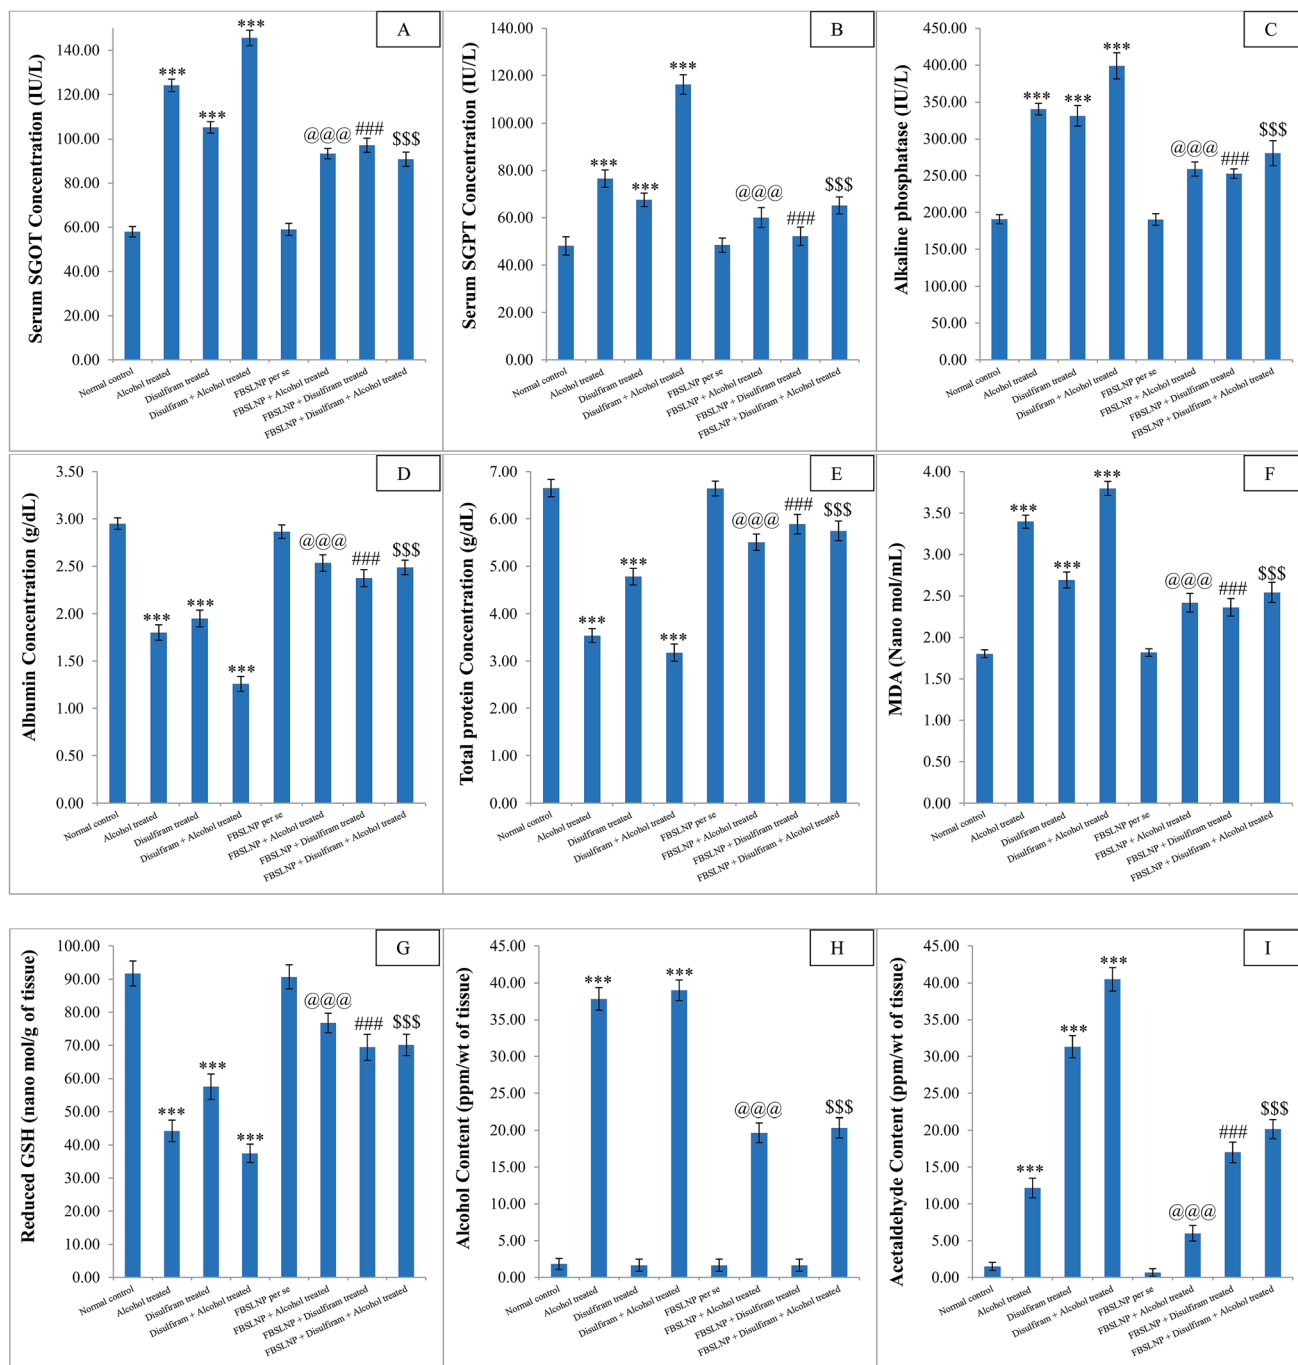 A
Serum SGOT Concentration (IU/L)
140.00
120.00
100.00
80.00
60.00
40.00
20.00
0.00
***
***
***
@@@
###
$$$
Normal control
Alcohol treated
Disulfiram treated
Disulfiram + Alcohol treated
FBSLNP per se
FBSLNP + Alcohol treated
FBSLNP + Disulfiram treated
FBSLNP + Disulfiram + Alcohol treated
B
Serum SGPT Concentration (IU/L)
140.00
120.00
100.00
80.00
60.00
40.00
20.00
0.00
***
***
***
@@@
###
$$$
Normal control
Alcohol treated
Disulfiram treated
Disulfiram + Alcohol treated
FBSLNP per se
FBSLNP + Alcohol treated
FBSLNP + Disulfiram treated
FBSLNP + Disulfiram + Alcohol treated
C
Alkaline phosphatase (IU/L)
450.00
400.00
350.00
300.00
250.00
200.00
150.00
100.00
50.00
0.00
***
***
***
@@@
###
$$$
Normal control
Alcohol treated
Disulfiram treated
Disulfiram + Alcohol treated
FBSLNP per se
FBSLNP + Alcohol treated
FBSLNP + Disulfiram treated
FBSLNP + Disulfiram + Alcohol treated
D
Albumin Concentration (g/dL)
3.50
3.00
2.50
2.00
1.50
1.00
0.50
0.00
***
***
***
@@@
###
$$$
Normal control
Alcohol treated
Disulfiram treated
Disulfiram + Alcohol treated
FBSLNP per se
FBSLNP + Alcohol treated
FBSLNP + Disulfiram treated
FBSLNP + Disulfiram + Alcohol treated
E
Total protein Concentration (g/dL)
7.00
6.00
5.00
4.00
3.00
2.00
1.00
0.00
***
***
***
@@@
###
$$$
Normal control
Alcohol treated
Disulfiram treated
Disulfiram + Alcohol treated
FBSLNP per se
FBSLNP + Alcohol treated
FBSLNP + Disulfiram treated
FBSLNP + Disulfiram + Alcohol treated
F
MDA (Nano mol/mL)
4.00
3.50
3.00
2.50
2.00
1.50
1.00
0.50
0.00
***
***
***
@@@
###
$$$
Normal control
Alcohol treated
Disulfiram treated
Disulfiram + Alcohol treated
FBSLNP per se
FBSLNP + Alcohol treated
FBSLNP + Disulfiram treated
FBSLNP + Disulfiram + Alcohol treated
G
Reduced GSH (nano mol/g of tissue)
100.00
90.00
80.00
70.00
60.00
50.00
40.00
30.00
20.00
10.00
0.00
***
***
***
@@@
###
$$$
Normal control
Alcohol treated
Disulfiram treated
Disulfiram + Alcohol treated
FBSLNP per se
FBSLNP + Alcohol treated
FBSLNP + Disulfiram treated
FBSLNP + Disulfiram + Alcohol treated
H
Alcohol Content (ppm/wt of tissue)
45.00
40.00
35.00
30.00
25.00
20.00
15.00
10.00
5.00
0.00
***
***
@@@
$$$
Normal control
Alcohol treated
Disulfiram treated
Disulfiram + Alcohol treated
FBSLNP per se
FBSLNP + Alcohol treated
FBSLNP + Disulfiram treated
FBSLNP + Disulfiram + Alcohol treated
I
Acetaldehyde Content (ppm/wt of tissue)
45.00
40.00
35.00
30.00
25.00
20.00
15.00
10.00
5.00
0.00
***
***
***
@@@
###
$$$
Normal control
Alcohol treated
Disulfiram treated
Disulfiram + Alcohol treated
FBSLNP per se
FBSLNP + Alcohol treated
FBSLNP + Disulfiram treated
FBSLNP + Disulfiram + Alcohol treated